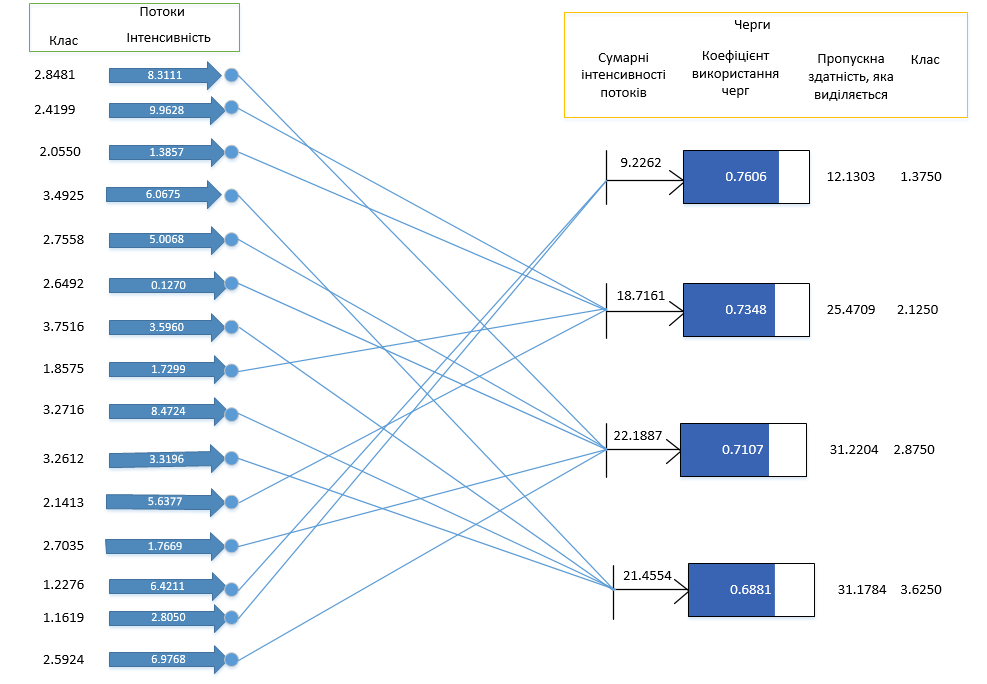 Потоки
Клас Інтенсивність
2.8481 8.3111
2.4199 9.9628
2.0550 1.3857
3.4925 6.0675
2.7558 5.0068
2.6492 0.1270
3.7516 3.5960
1.8575 1.7299
3.2716 8.4724
3.2612 3.3196
2.1413 5.6377
2.7035 1.7669
1.2276 6.4211
1.1619 2.8050
2.5924 6.9768
Черги
Сумарні
інтенсивності
потоків
Коефіцієнт
використання
черг
Пропускна
здатність, яка
виділяється
Клас
9.2262 0.7606 12.1303 1.3750
18.7161 0.7348 25.4709 2.1250
22.1887 0.7107 31.2204 2.8750
21.4554 0.6881 31.1784 3.6250